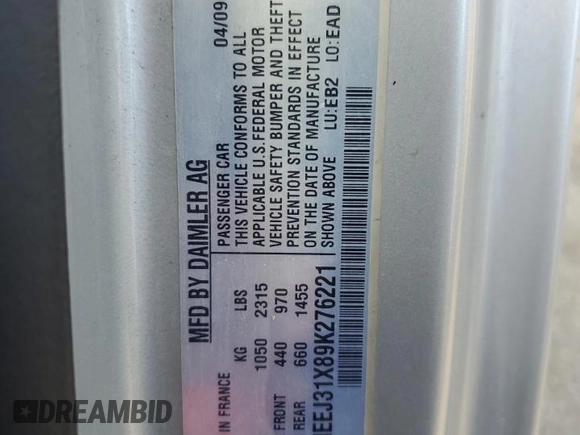 MFD BY DAIMLER AG
IN FRANCE PASSENGER CAR 04/09
KG LBS THIS VEHICLE CONFORMS TO ALL
1050 2315 APPLICABLE U.S. FEDERAL MOTOR
FRONT 440 970 VEHICLE SAFETY BUMPER AND THEFT
REAR 660 1455 PREVENTION STANDARDS IN EFFECT
ON THE DATE OF MANUFACTURE
SHOWN ABOVE LU:EB2 LO:EAD
EEJ31X89K276221
DREAMBID